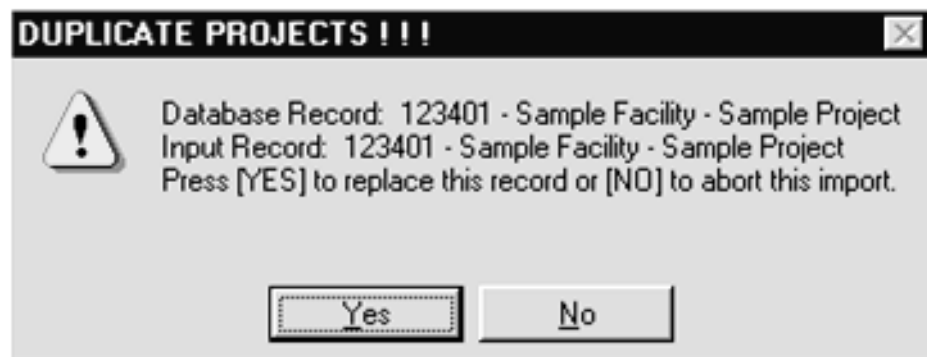 DUPLICATE PROJECTS ! ! !
Database Record:  123401 - Sample Facility - Sample Project
Input Record:  123401 - Sample Facility - Sample Project
Press [YES] to replace this record or [NO] to abort this import.
Yes
No